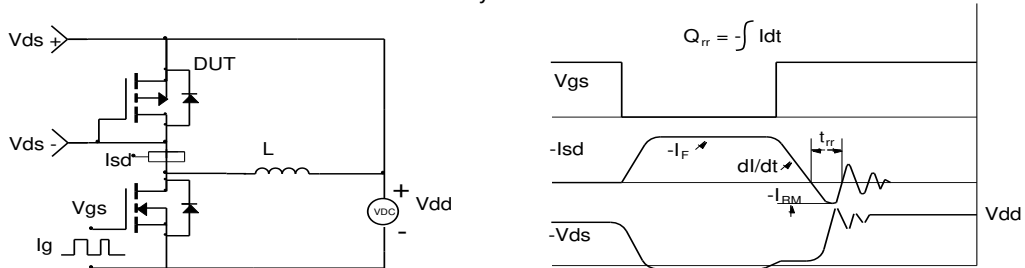 Vds +
DUT
Vds -
Isd
L
Vgs
Ig
+
VDC
-
Vdd
Qrr = -∫ Idt
Vgs
-Isd
-IF
dI/dt
trr
-IRM
Vdd
-Vds